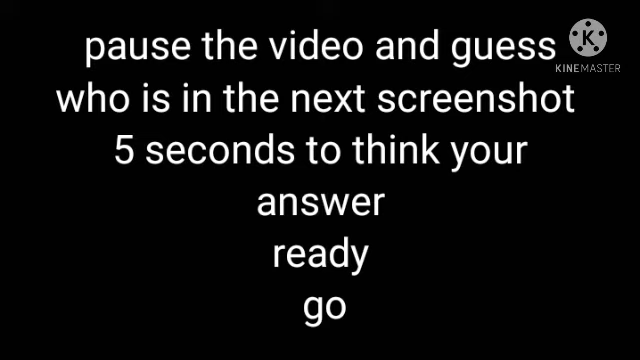 pause the video and guess
who is in the next screenshot
5 seconds to think your
answer
ready
go
K
KINEMASTER